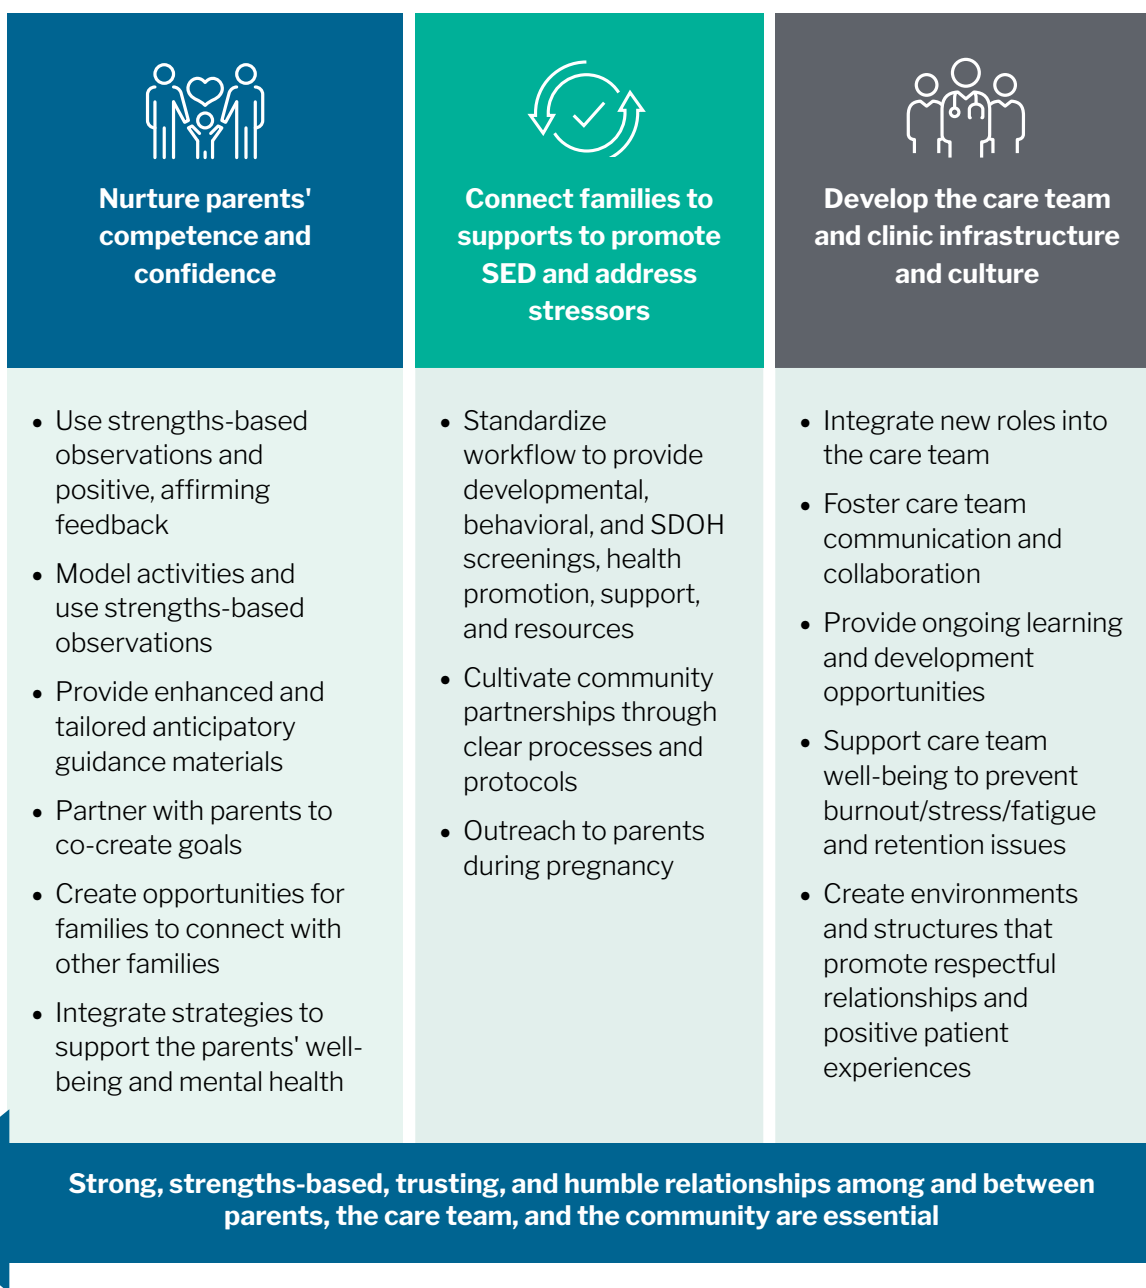 Nurture parents'
competence and
confidence
• Use strengths-based
observations and
positive, affirming
feedback
• Model activities and
use strengths-based
observations
• Provide enhanced and
tailored anticipatory
guidance materials
• Partner with parents to
co-create goals
• Create opportunities for
families to connect with
other families
• Integrate strategies to
support the parents' well-
being and mental health
Connect families to
supports to promote
SED and address
stressors
• Standardize
workflow to provide
developmental,
behavioral, and SDOH
screenings, health
promotion, support,
and resources
• Cultivate community
partnerships through
clear processes and
protocols
• Outreach to parents
during pregnancy
Develop the care team
and clinic infrastructure
and culture
• Integrate new roles into
the care team
• Foster care team
communication and
collaboration
• Provide ongoing learning
and development
opportunities
• Support care team
well-being to prevent
burnout/stress/fatigue
and retention issues
• Create environments
and structures that
promote respectful
relationships and
positive patient
experiences
Strong, strengths-based, trusting, and humble relationships among and between
parents, the care team, and the community are essential